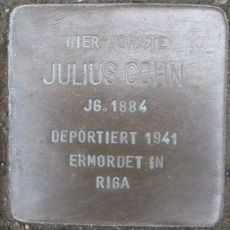 HIER WOHNTE
JULIUS COHN
JG. 1884
DEPORTIERT 1941
ERMORDET IN
RIGA